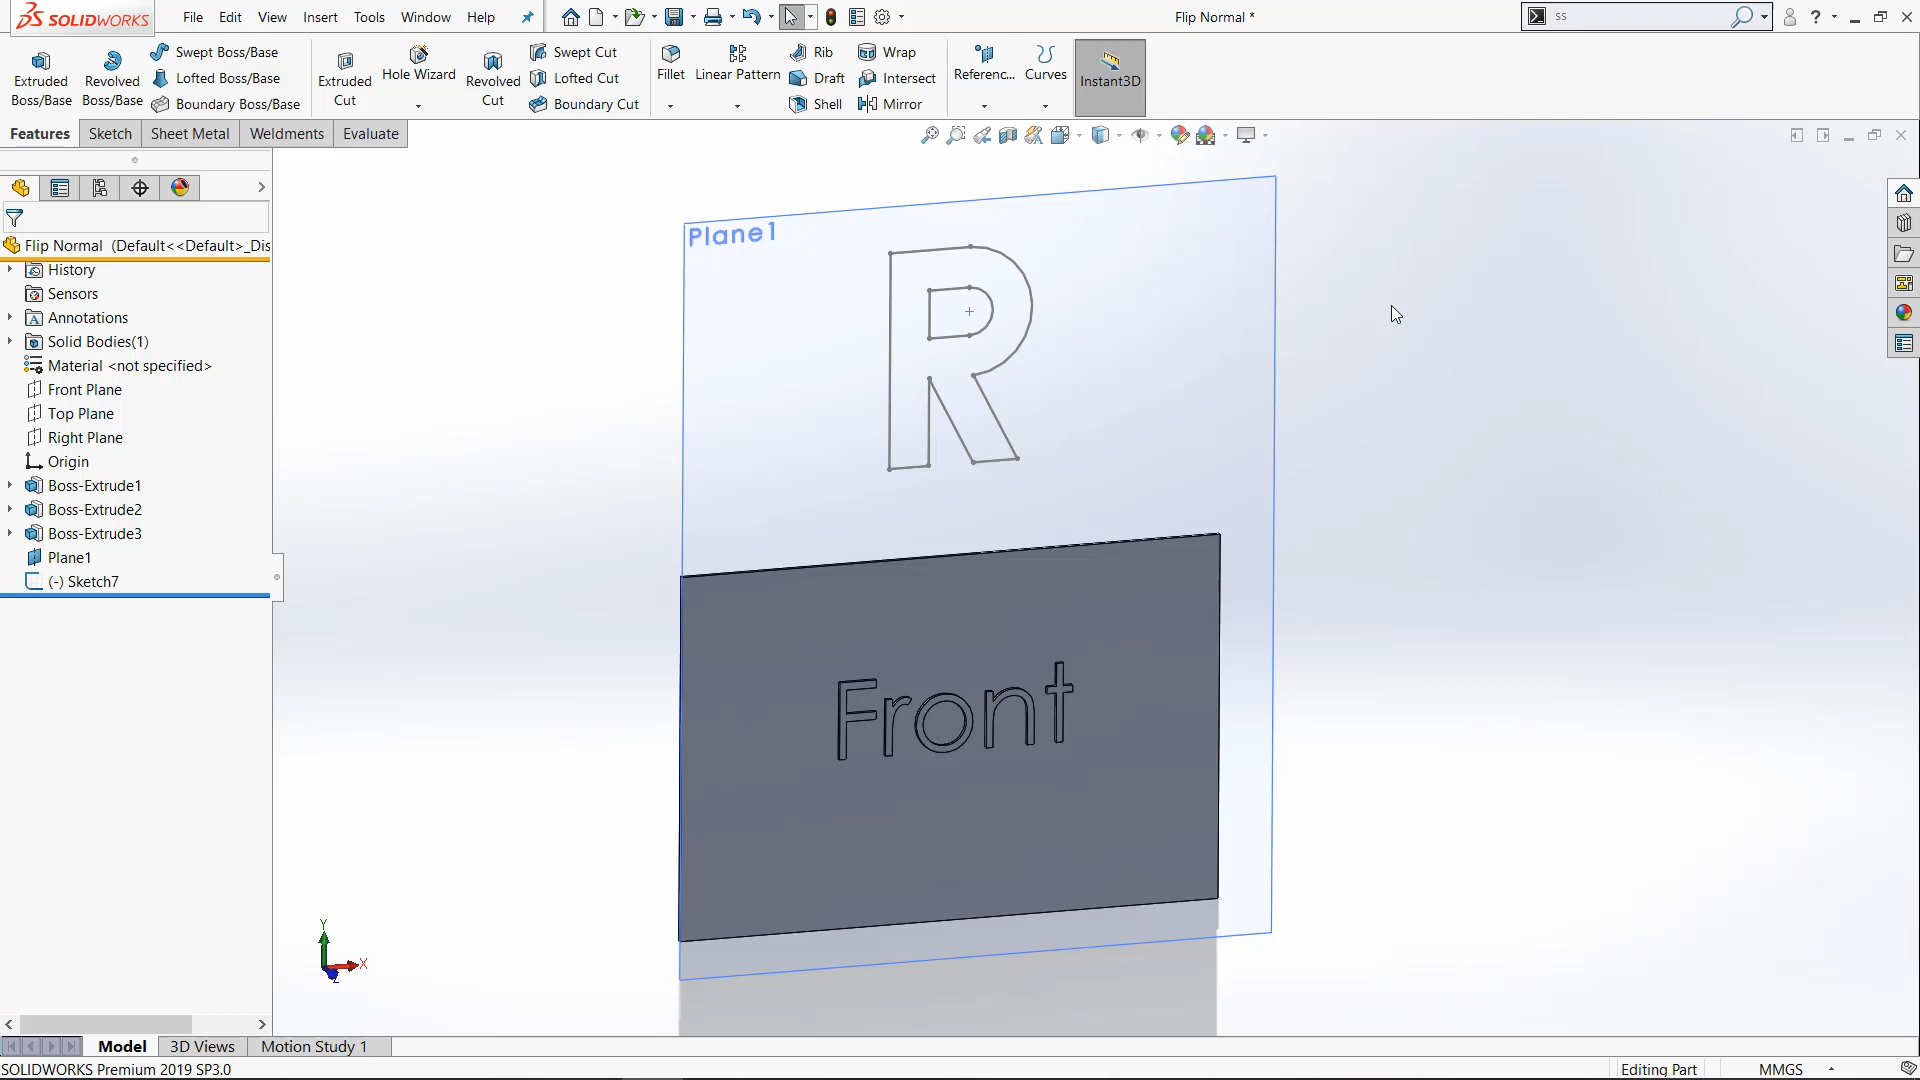 SOLIDWORKS
File Edit View Insert Tools Window Help
Flip Normal *
ss
Extruded Boss/Base
Revolved Boss/Base
Swept Boss/Base
Lofted Boss/Base
Boundary Boss/Base
Extruded Cut
Hole Wizard
Revolved Cut
Swept Cut
Lofted Cut
Boundary Cut
Fillet
Linear Pattern
Rib
Draft
Shell
Wrap
Intersect
Mirror
Referenc...
Curves
Instant3D
Features Sketch Sheet Metal Weldments Evaluate
Flip Normal (Default<<Default>_Dis
History
Sensors
Annotations
Solid Bodies(1)
Material <not specified>
Front Plane
Top Plane
Right Plane
Origin
Boss-Extrude1
Boss-Extrude2
Boss-Extrude3
Plane1
(-) Sketch7
Plane1
R
Front
Y
X
Z
Model 3D Views Motion Study 1
SOLIDWORKS Premium 2019 SP3.0
Editing Part
MMGS